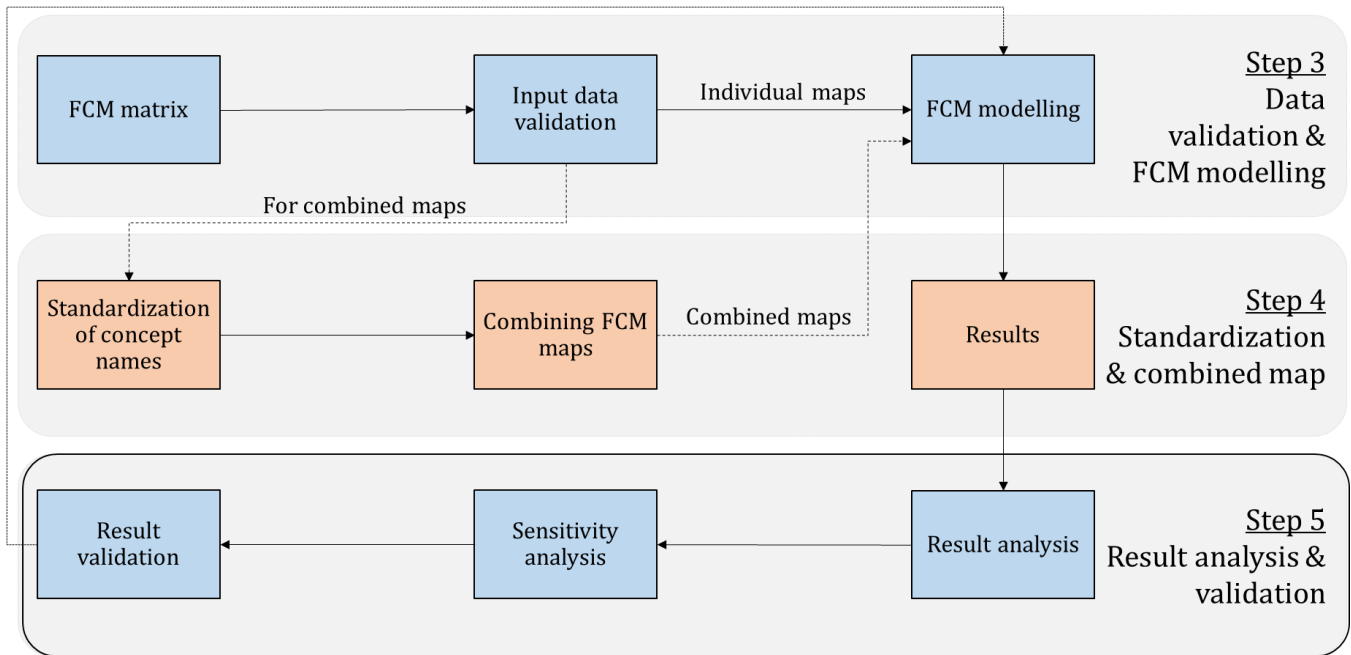 FCM matrix
Input data
validation
Individual maps
FCM modelling
Step 3
Data
validation &
FCM modelling
For combined maps
Standardization
of concept
names
Combining FCM
maps
Combined maps
Results
Step 4
Standardization
& combined map
Result
validation
Sensitivity
analysis
Result analysis
Step 5
Result analysis &
validation